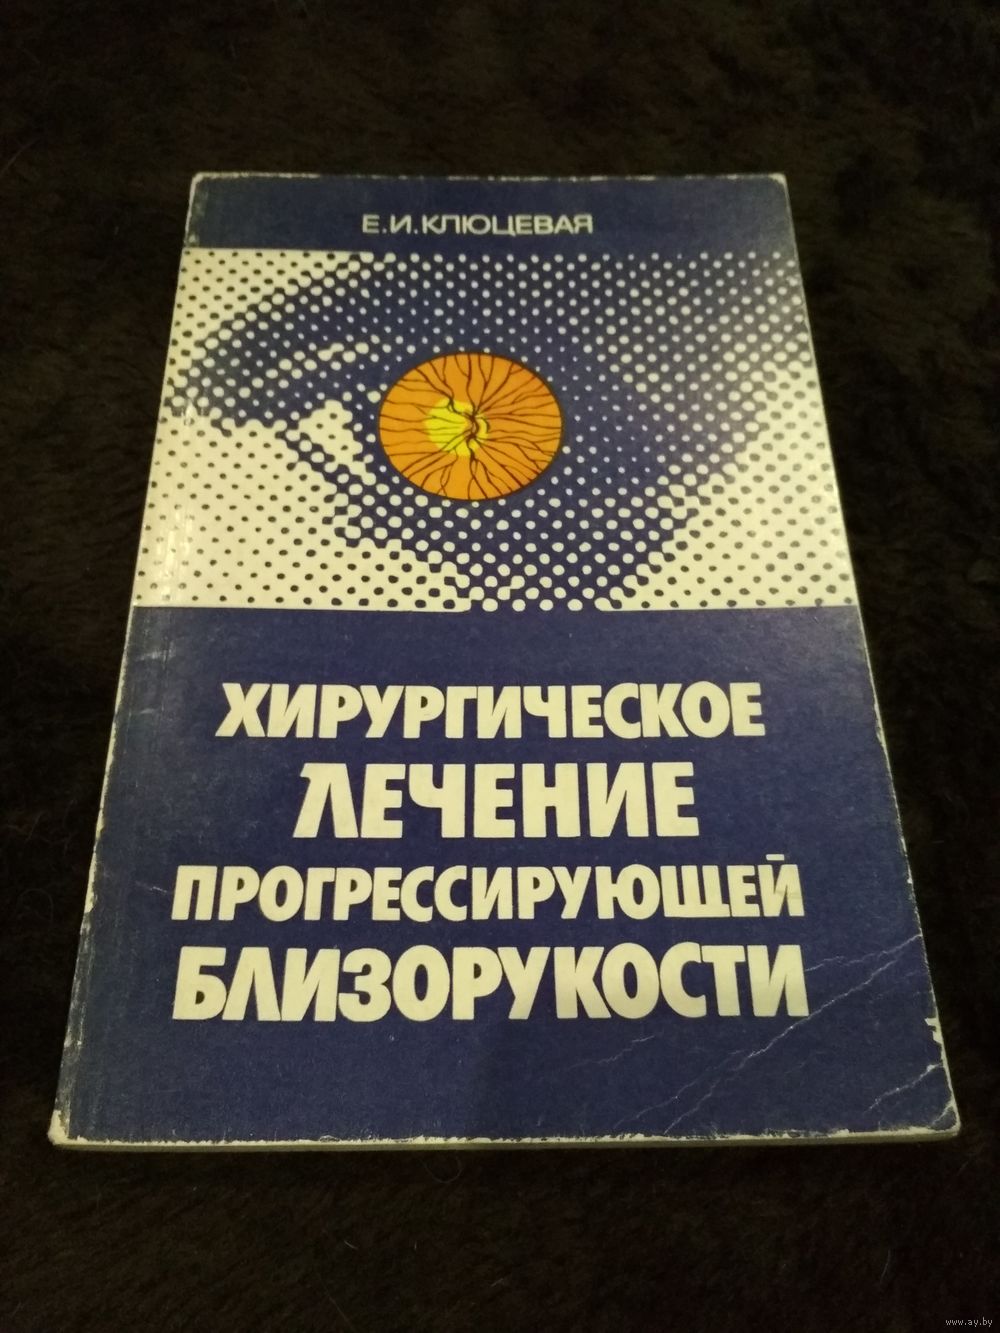 Е.И.КЛЮЦЕВАЯ
ХИРУРГИЧЕСКОЕ
ЛЕЧЕНИЕ
ПРОГРЕССИРУЮЩЕЙ
БЛИЗОРУКОСТИ
www.ay.by